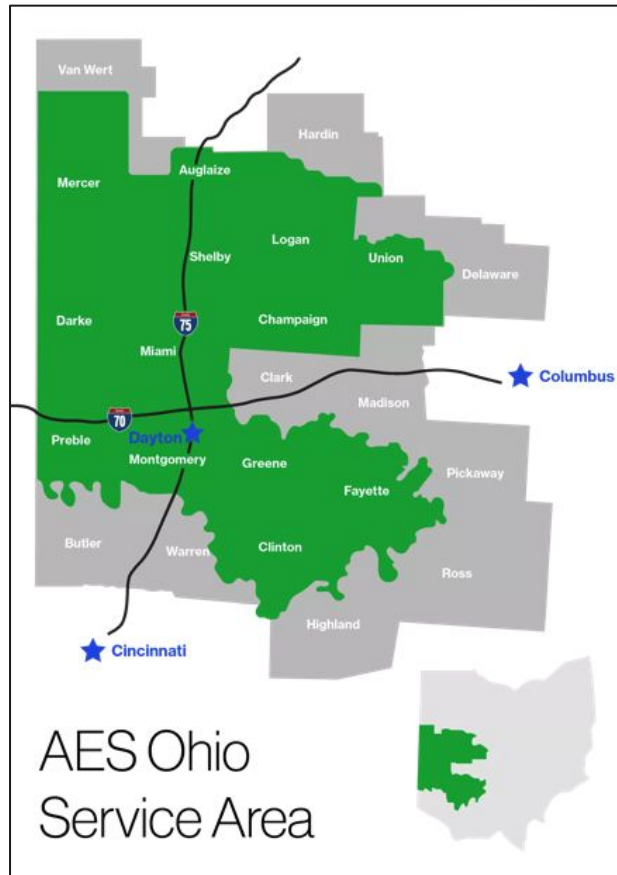 Van Wert
Hardin
Auglaize
Mercer
Logan
Shelby
Union
Delaware
Darke
Champaign
75
Miami
Clark
Columbus
Madison
70
Dayton
Preble
Montgomery
Greene
Pickaway
Fayette
Butler
Warren
Clinton
Ross
Highland
Cincinnati
AES Ohio
Service Area